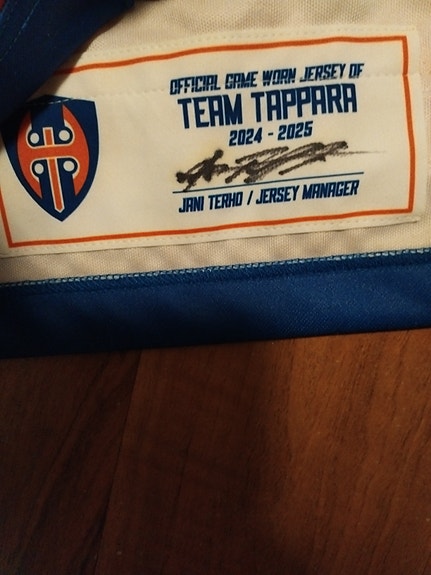 OFFICIAL GAME WORN JERSEY OF
TEAM TAPPARA
2024 - 2025
JANI TERHO / JERSEY MANAGER